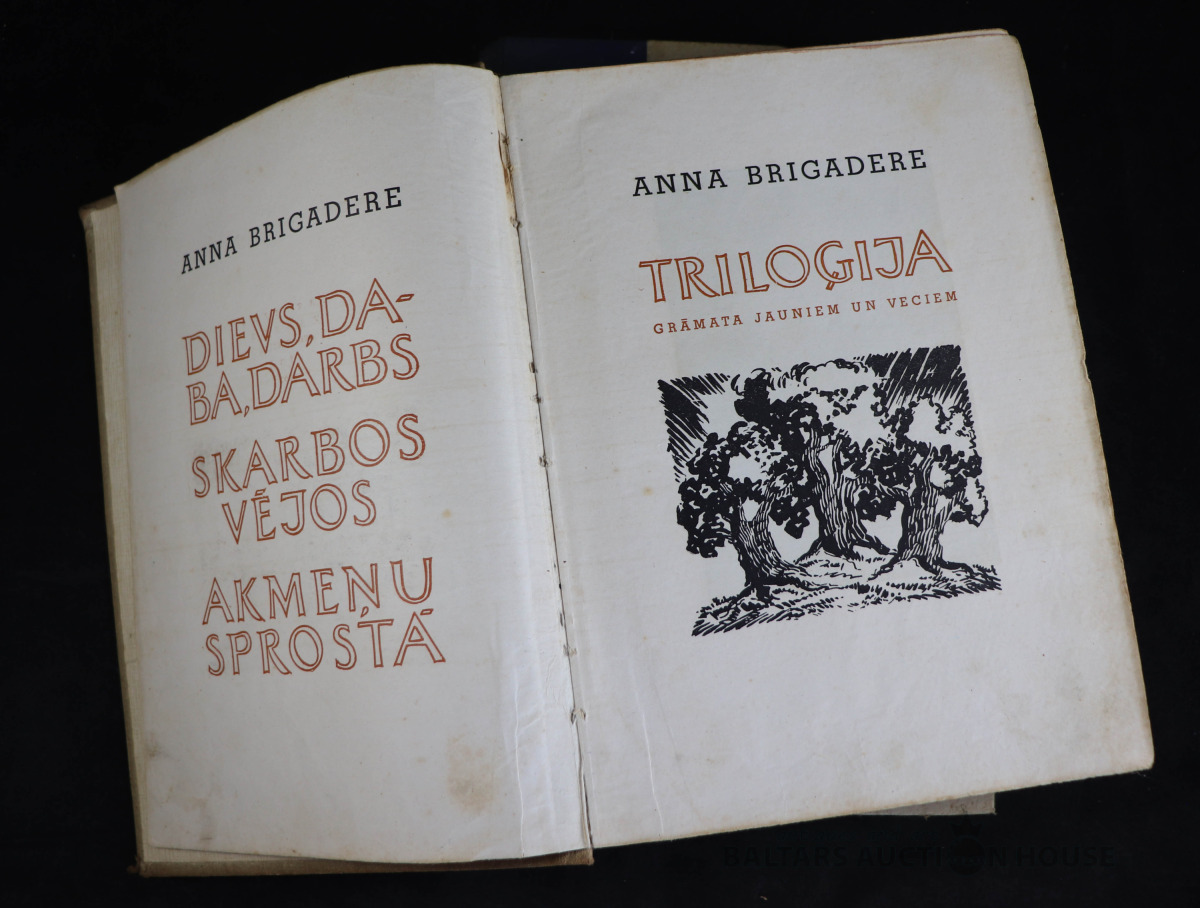 ANNA BRIGADERE
DIEVS, DA-
BA, DARBS
SKARBOS
VĒJOS
AKMEŅU
SPROSTĀ
ANNA BRIGADERE
TRILOĢIJA
GRĀMATA JAUNIEM UN VECIEM
BALTARS AUCTION HOUSE